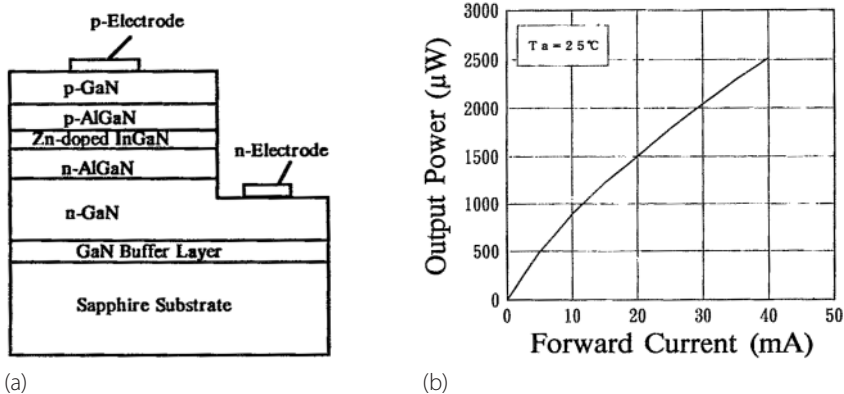 p-Electrode
p-GaN
p-AlGaN
Zn-doped InGaN
n-Electrode
n-AlGaN
n-GaN
GaN Buffer Layer
Sapphire Substrate
(a)
3000
2500
2000
1500
1000
500
0
Output Power (μW)
Ta=25℃
0 10 20 30 40 50
Forward Current (mA)
(b)